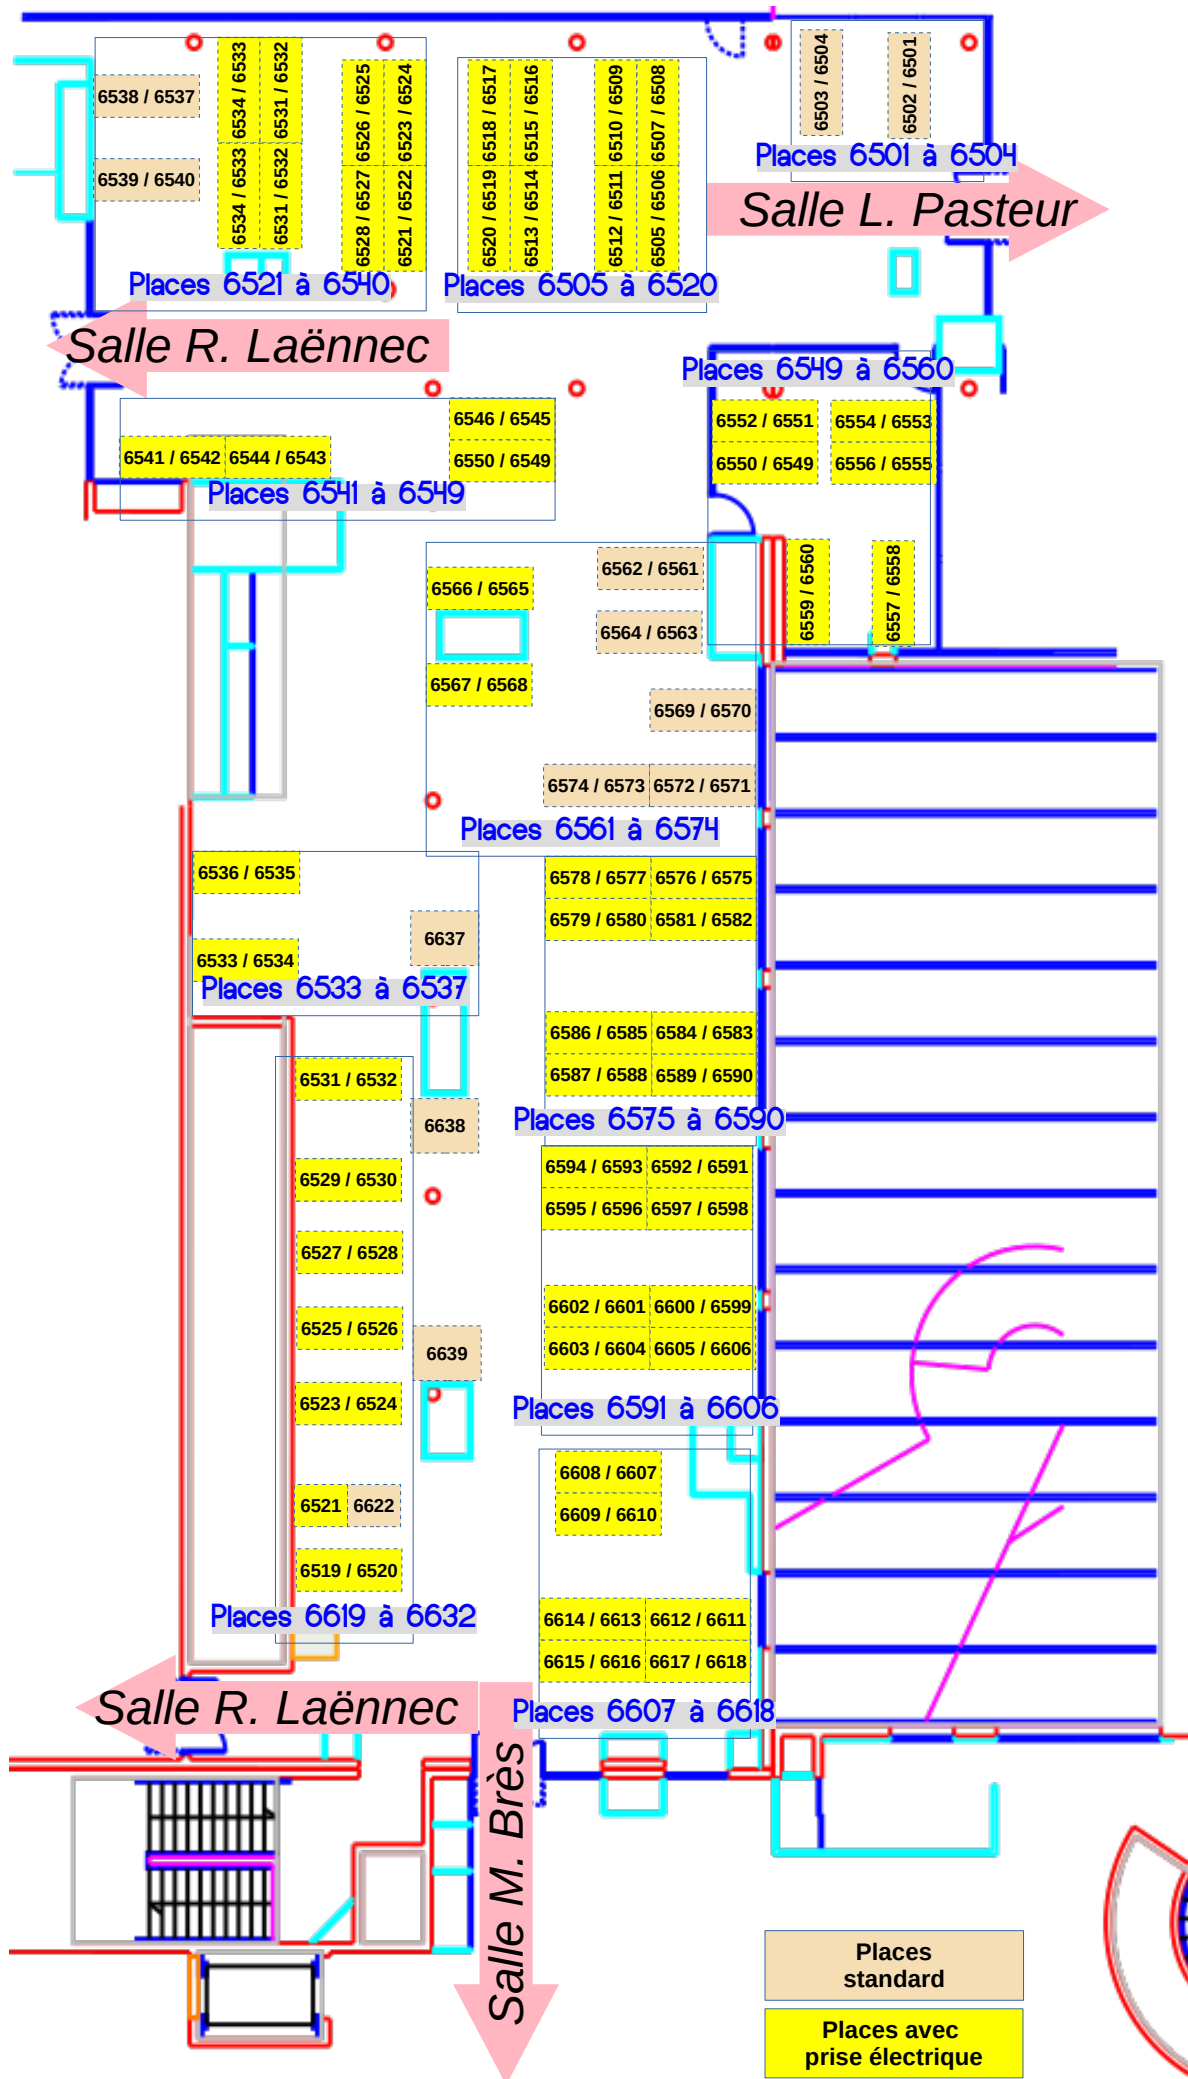 6538 / 6537
6539 / 6540
6534 / 6533
6531 / 6532
6534 / 6533
6531 / 6532
6526 / 6525
6523 / 6524
6528 / 6527
6521 / 6522
Places 6521 à 6540
6518 / 6517
6515 / 6516
6520 / 6519
6513 / 6514
6510 / 6509
6507 / 6508
6512 / 6511
6505 / 6506
Places 6505 à 6520
6503 / 6504
6502 / 6501
Places 6501 à 6504
Salle L. Pasteur
Salle R. Laënnec
Places 6549 à 6560
6552 / 6551
6554 / 6553
6550 / 6549
6556 / 6555
6559 / 6560
6557 / 6558
6546 / 6545
6550 / 6549
6541 / 6542
6544 / 6543
Places 6541 à 6549
6562 / 6561
6566 / 6565
6564 / 6563
6567 / 6568
6569 / 6570
6574 / 6573
6572 / 6571
Places 6561 à 6574
6536 / 6535
6637
6533 / 6534
Places 6533 à 6537
6578 / 6577
6576 / 6575
6579 / 6580
6581 / 6582
6586 / 6585
6584 / 6583
6587 / 6588
6589 / 6590
Places 6575 à 6590
6531 / 6532
6638
6529 / 6530
6527 / 6528
6525 / 6526
6639
6523 / 6524
6521
6622
6519 / 6520
Places 6619 à 6632
6594 / 6593
6592 / 6591
6595 / 6596
6597 / 6598
6602 / 6601
6600 / 6599
6603 / 6604
6605 / 6606
Places 6591 à 6606
6608 / 6607
6609 / 6610
6614 / 6613
6612 / 6611
6615 / 6616
6617 / 6618
Places 6607 à 6618
Salle R. Laënnec
Salle M. Brès
Places
standard
Places avec
prise électrique